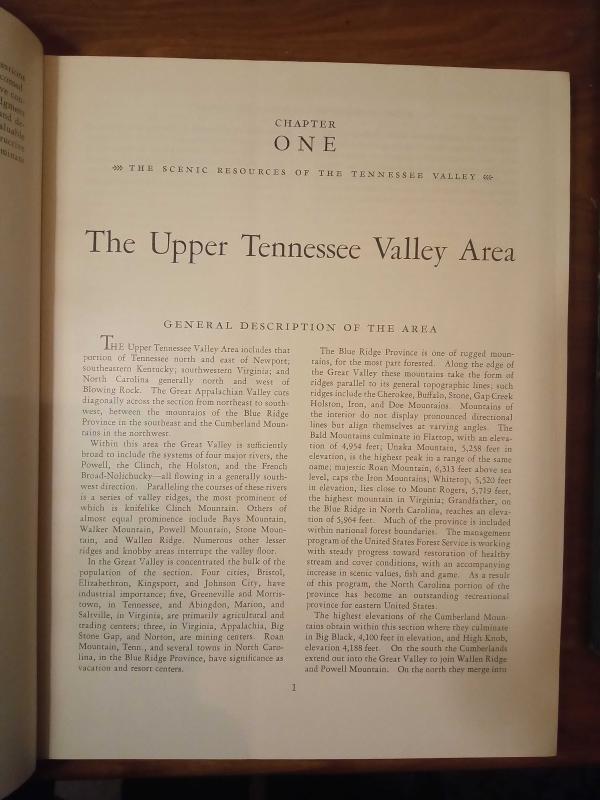 estions
consel
ve con-
dgment
and de-
aluable
ructive
minate
CHAPTER
ONE
THE SCENIC RESOURCES OF THE TENNESSEE VALLEY
The Upper Tennessee Valley Area
GENERAL DESCRIPTION OF THE AREA
THE Upper Tennessee Valley Area includes that
portion of Tennessee north and east of Newport;
southeastern Kentucky; southwestern Virginia; and
North Carolina generally north and west of
Blowing Rock. The Great Appalachian Valley cuts
diagonally across the section from northeast to south-
west, between the mountains of the Blue Ridge
Province in the southeast and the Cumberland Moun-
tains in the northwest.
Within this area the Great Valley is sufficiently
broad to include the systems of four major rivers, the
Powell, the Clinch, the Holston, and the French
Broad-Nolichucky—all flowing in a generally south-
west direction. Paralleling the courses of these rivers
is a series of valley ridges, the most prominent of
which is knifelike Clinch Mountain. Others of
almost equal prominence include Bays Mountain,
Walker Mountain, Powell Mountain, Stone Moun-
tain, and Wallen Ridge. Numerous other lesser
ridges and knobby areas interrupt the valley floor.
In the Great Valley is concentrated the bulk of the
population of the section. Four cities, Bristol,
Elizabethton, Kingsport, and Johnson City, have
industrial importance; five, Greeneville and Morris-
town, in Tennessee, and Abingdon, Marion, and
Saltville, in Virginia, are primarily agricultural and
trading centers; three, in Virginia, Appalachia, Big
Stone Gap, and Norton, are mining centers. Roan
Mountain, Tenn., and several towns in North Caro-
lina, in the Blue Ridge Province, have significance as
vacation and resort centers.
The Blue Ridge Province is one of rugged moun-
tains, for the most part forested. Along the edge of
the Great Valley these mountains take the form of
ridges parallel to its general topographic lines; such
ridges include the Cherokee, Buffalo, Stone, Gap Creek
Holston, Iron, and Doe Mountains. Mountains of
the interior do not display pronounced directional
lines but align themselves at varying angles. The
Bald Mountains culminate in Flattop, with an eleva-
tion of 4,954 feet; Unaka Mountain, 5,258 feet in
elevation, is the highest peak in a range of the same
name; majestic Roan Mountain, 6,313 feet above sea
level, caps the Iron Mountains; Whitetop, 5,520 feet
in elevation, lies close to Mount Rogers, 5,719 feet,
the highest mountain in Virginia; Grandfather, on
the Blue Ridge in North Carolina, reaches an eleva-
tion of 5,964 feet. Much of the province is included
within national forest boundaries. The management
program of the United States Forest Service is working
with steady progress toward restoration of healthy
stream and cover conditions, with an accompanying
increase in scenic values, fish and game. As a result
of this program, the North Carolina portion of the
province has become an outstanding recreational
province for eastern United States.
The highest elevations of the Cumberland Moun-
tains obtain within this section where they culminate
in Big Black, 4,100 feet in elevation, and High Knob,
elevation 4,188 feet. On the south the Cumberlands
extend out into the Great Valley to join Wallen Ridge
and Powell Mountain. On the north they merge into
1